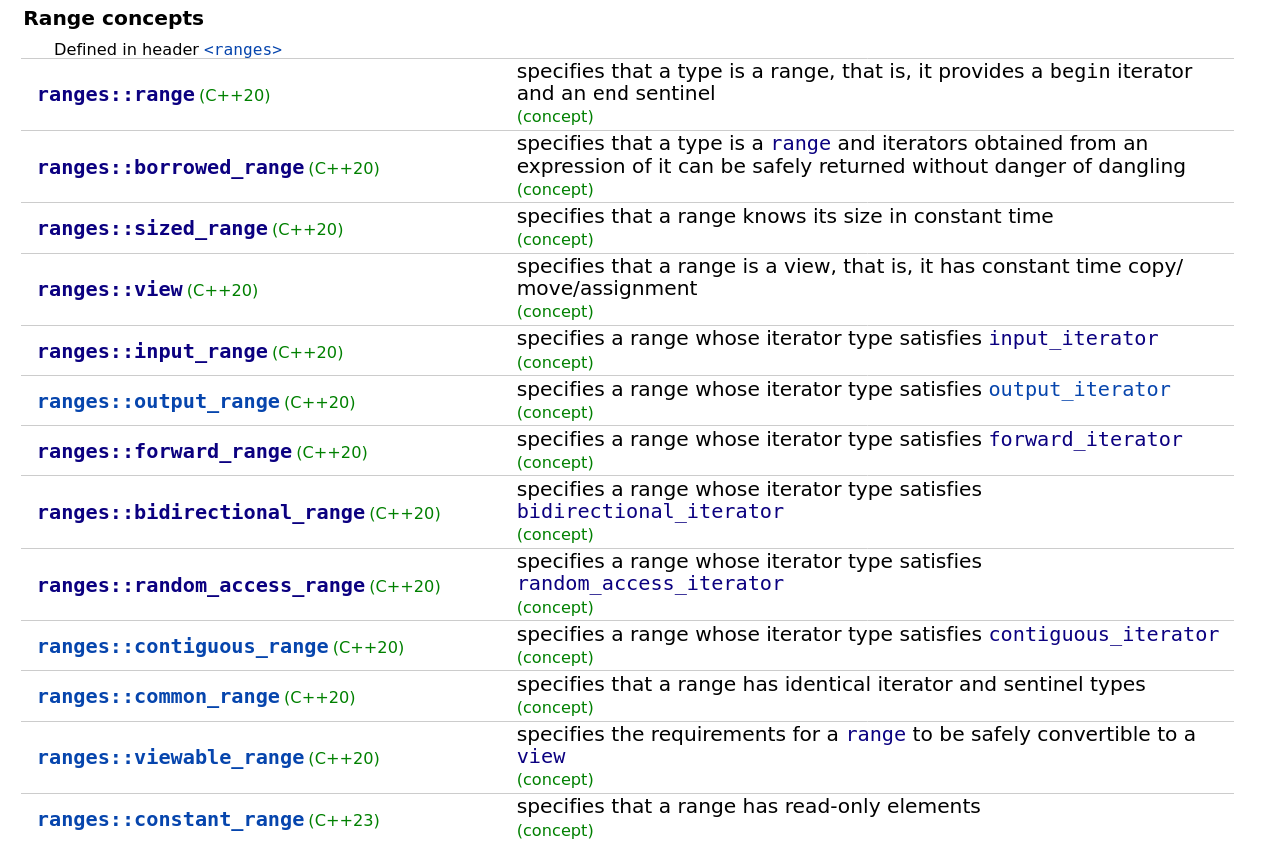 Range concepts
Defined in header <ranges>
ranges::range (C++20)
specifies that a type is a range, that is, it provides a begin iterator
and an end sentinel
(concept)
ranges::borrowed_range (C++20)
specifies that a type is a range and iterators obtained from an
expression of it can be safely returned without danger of dangling
(concept)
ranges::sized_range (C++20)
specifies that a range knows its size in constant time
(concept)
ranges::view (C++20)
specifies that a range is a view, that is, it has constant time copy/
move/assignment
(concept)
ranges::input_range (C++20)
specifies a range whose iterator type satisfies input_iterator
(concept)
ranges::output_range (C++20)
specifies a range whose iterator type satisfies output_iterator
(concept)
ranges::forward_range (C++20)
specifies a range whose iterator type satisfies forward_iterator
(concept)
ranges::bidirectional_range (C++20)
specifies a range whose iterator type satisfies
bidirectional_iterator
(concept)
ranges::random_access_range (C++20)
specifies a range whose iterator type satisfies
random_access_iterator
(concept)
ranges::contiguous_range (C++20)
specifies a range whose iterator type satisfies contiguous_iterator
(concept)
ranges::common_range (C++20)
specifies that a range has identical iterator and sentinel types
(concept)
ranges::viewable_range (C++20)
specifies the requirements for a range to be safely convertible to a
view
(concept)
ranges::constant_range (C++23)
specifies that a range has read-only elements
(concept)